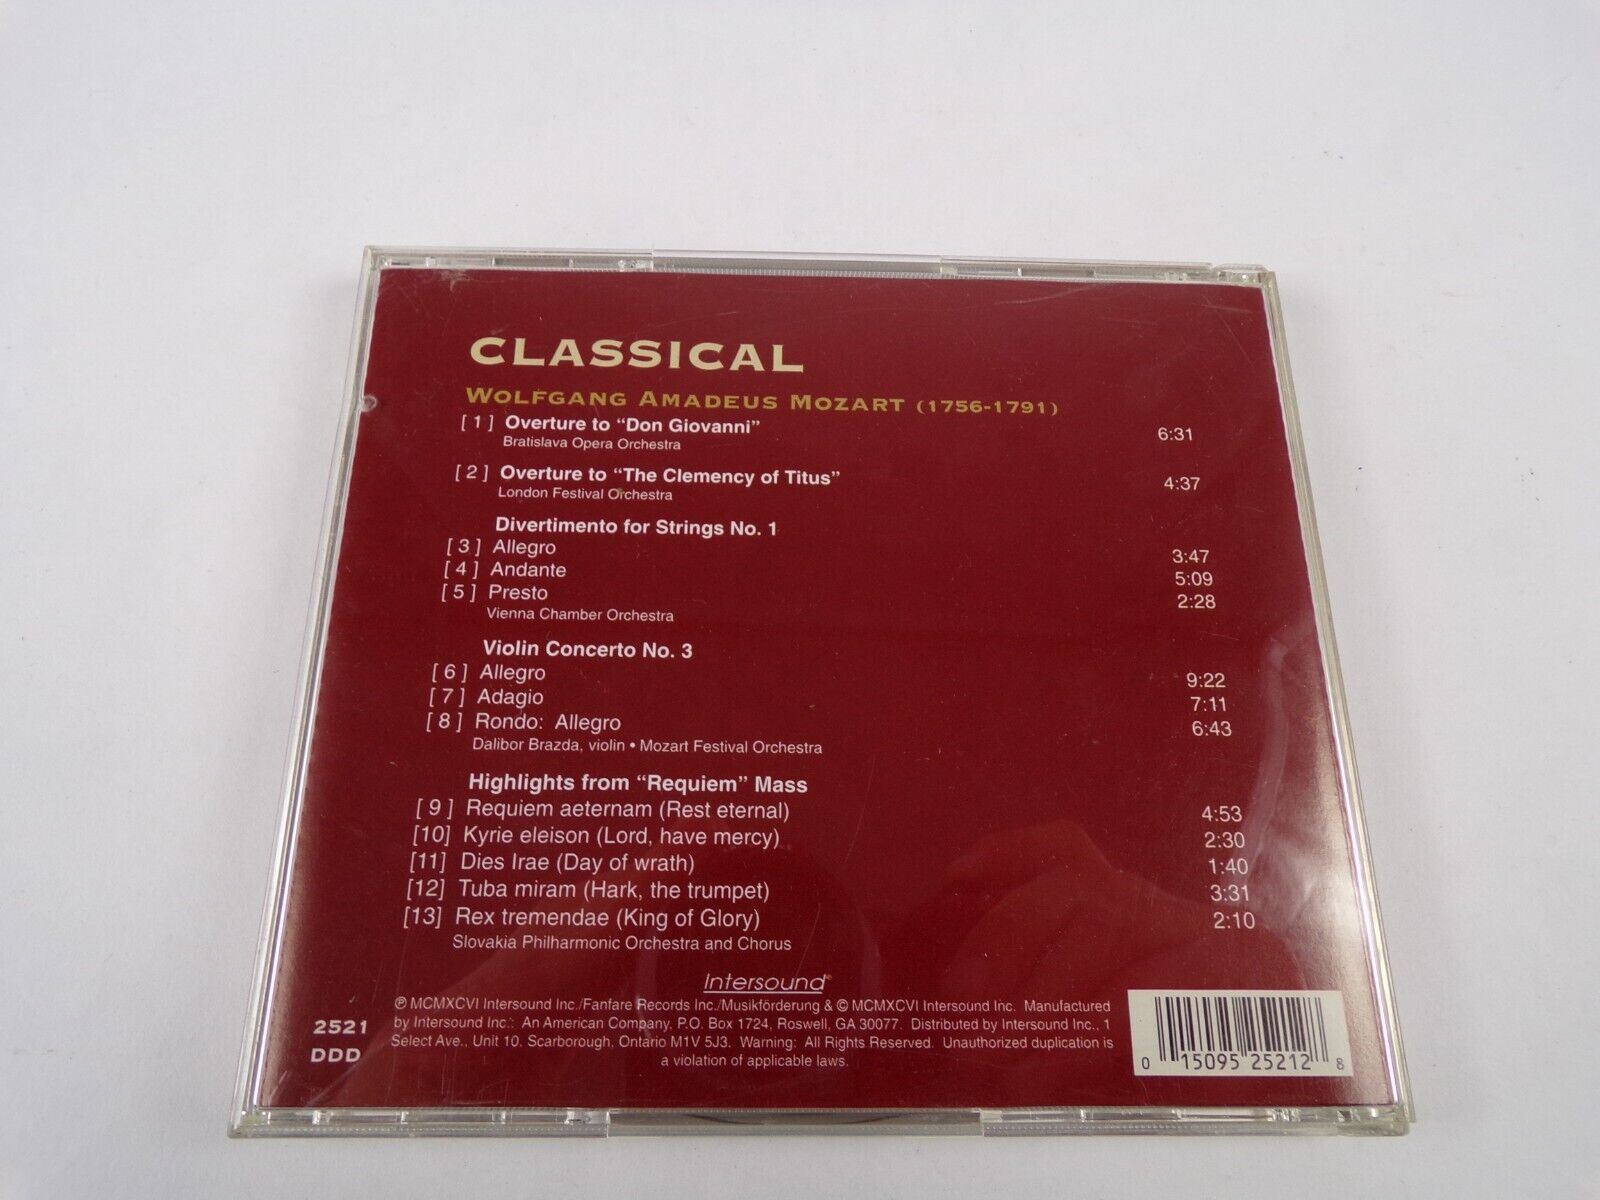 CLASSICAL
WOLFGANG AMADEUS MOZART (1756-1791)
[ 1 ] Overture to “Don Giovanni” 6:31
Bratislava Opera Orchestra
[ 2 ] Overture to “The Clemency of Titus” 4:37
London Festival Orchestra
Divertimento for Strings No. 1
[ 3 ] Allegro 3:47
[ 4 ] Andante 5:09
[ 5 ] Presto 2:28
Vienna Chamber Orchestra
Violin Concerto No. 3
[ 6 ] Allegro 9:22
[ 7 ] Adagio 7:11
[ 8 ] Rondo: Allegro 6:43
Dalibor Brazda, violin • Mozart Festival Orchestra
Highlights from “Requiem” Mass
[ 9 ] Requiem aeternam (Rest eternal) 4:53
[10] Kyrie eleison (Lord, have mercy) 2:30
[11] Dies Irae (Day of wrath) 1:40
[12] Tuba miram (Hark, the trumpet) 3:31
[13] Rex tremendae (King of Glory) 2:10
Slovakia Philharmonic Orchestra and Chorus
Intersound
℗ MCMXCVI Intersound Inc./Fanfare Records Inc./Musikförderung & © MCMXCVI Intersound Inc. Manufactured
by Intersound Inc.: An American Company, P.O. Box 1724, Roswell, GA 30077. Distributed by Intersound Inc., 1
Select Ave., Unit 10, Scarborough, Ontario M1V 5J3. Warning: All Rights Reserved. Unauthorized duplication is
a violation of applicable laws.
2521
DDD
0 15095 25212 8